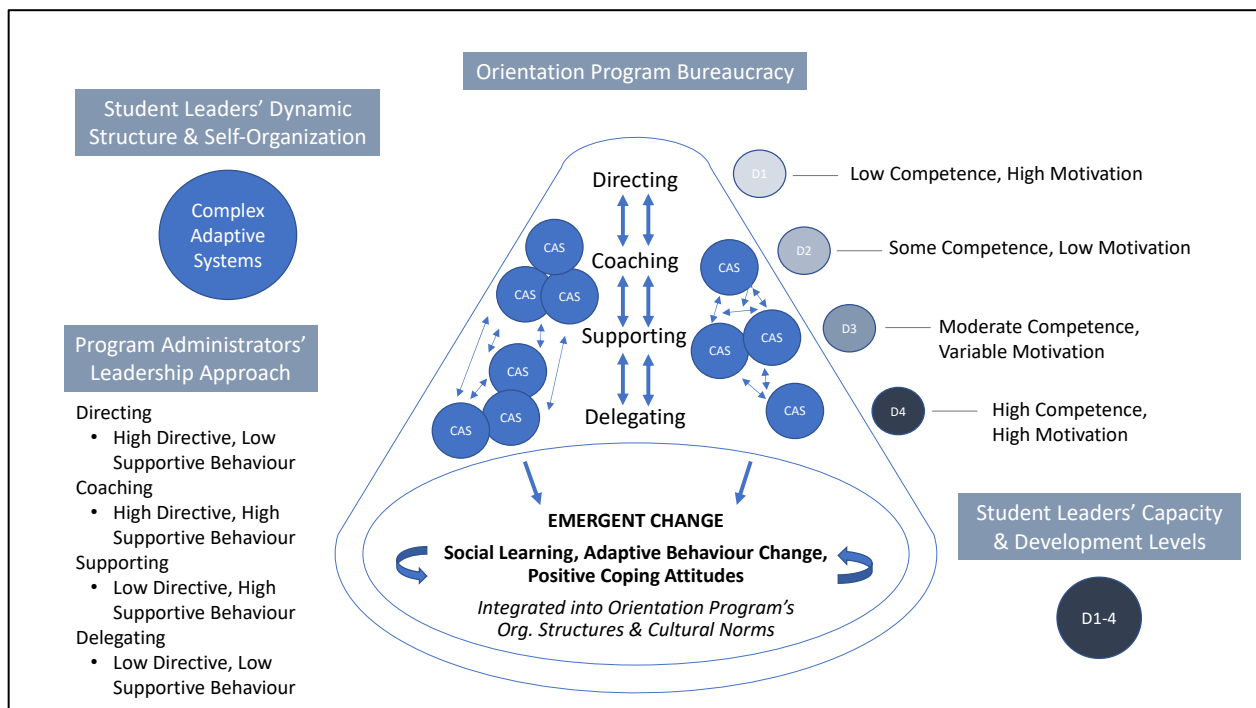 Orientation Program Bureaucracy
Student Leaders’ Dynamic
Structure & Self-Organization
Complex
Adaptive
Systems
Program Administrators’
Leadership Approach
Directing
• High Directive, Low
Supportive Behaviour
Coaching
• High Directive, High
Supportive Behaviour
Supporting
• Low Directive, High
Supportive Behaviour
Delegating
• Low Directive, Low
Supportive Behaviour
Directing
Coaching
Supporting
Delegating
CAS
CAS
CAS
CAS
CAS
CAS
CAS
CAS
CAS
CAS
D1
Low Competence, High Motivation
D2
Some Competence, Low Motivation
D3
Moderate Competence,
Variable Motivation
D4
High Competence,
High Motivation
EMERGENT CHANGE
Social Learning, Adaptive Behaviour Change,
Positive Coping Attitudes
Integrated into Orientation Program’s
Org. Structures & Cultural Norms
Student Leaders’ Capacity
& Development Levels
D1-4